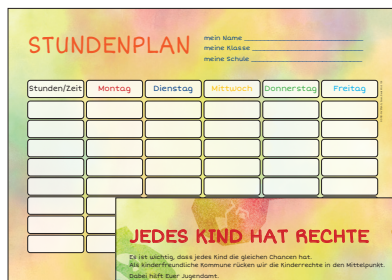 STUNDENPLAN
mein Name
meine Klasse
meine Schule
Stunden/Zeit Montag Dienstag Mittwoch Donnerstag Freitag
JEDES KIND HAT RECHTE
Es ist wichtig, dass jedes Kind die gleichen Chancen hat.
Als kinderfreundliche Kommune rücken wir die Kinderrechte in den Mittelpunkt.
Dabei hilft Euer Jugendamt.